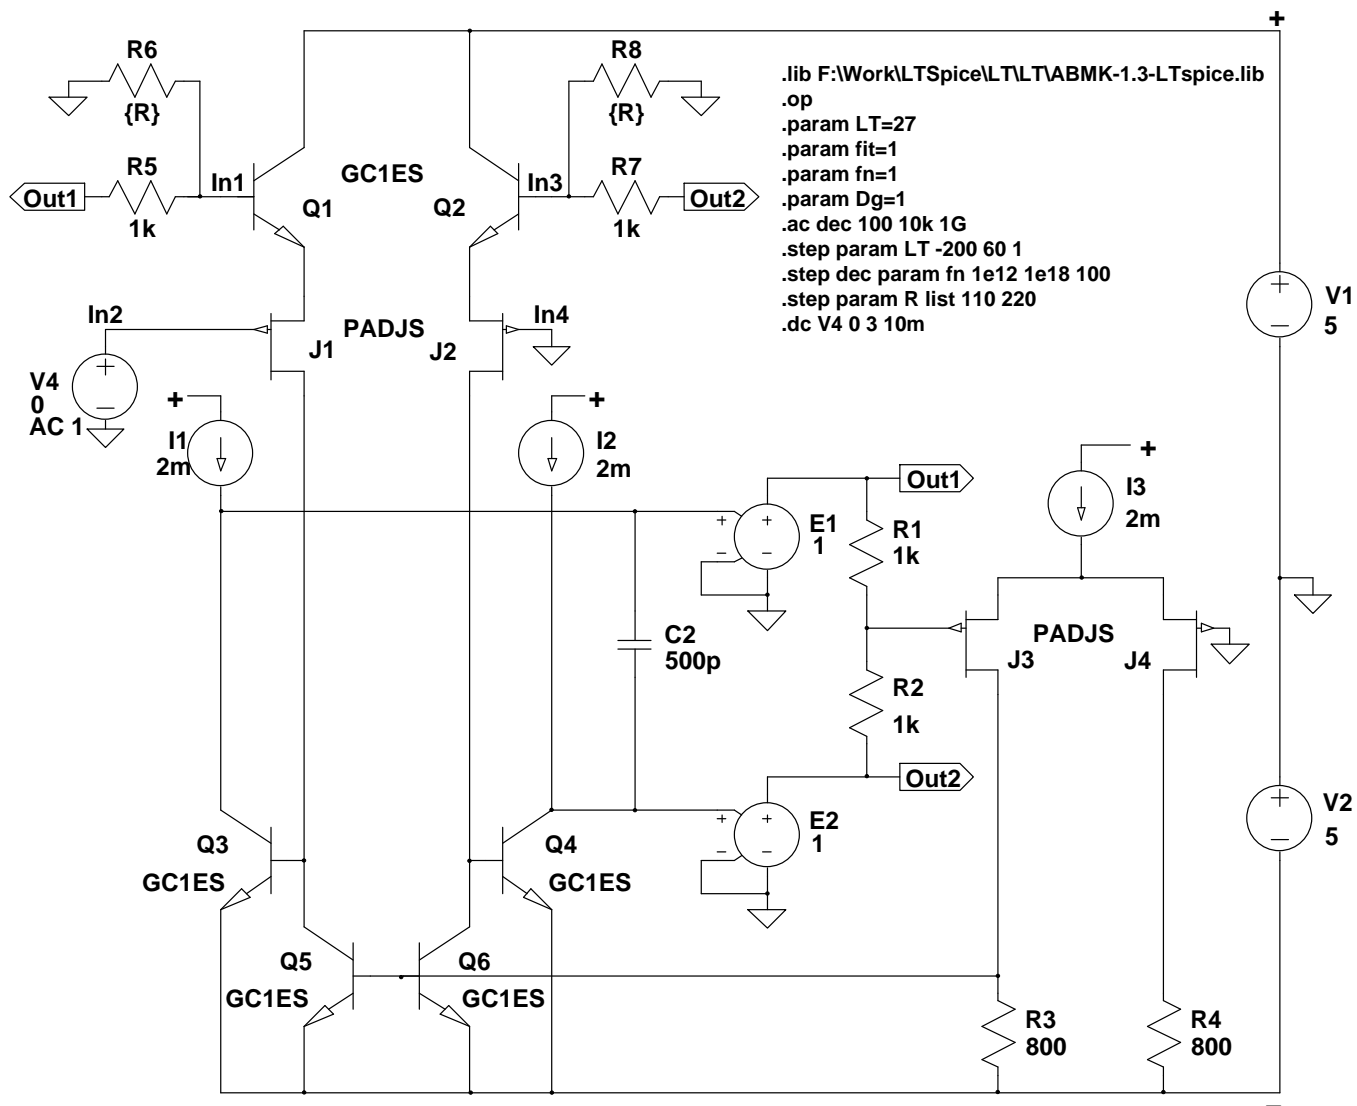 +
R6
{R}
R8
{R}
.lib F:\Work\LTSpice\LT\LT\ABMK-1.3-LTspice.lib
.op
.param LT=27
.param fit=1
.param fn=1
.param Dg=1
.ac dec 100 10k 1G
.step param LT -200 60 1
.step dec param fn 1e12 1e18 100
.step param R list 110 220
.dc V4 0 3 10m
Out1
R5
1k
In1
Q1
GC1ES
Q2
In3
R7
1k
Out2
In2
J1
PADJS
J2
In4
V1
5
V4
0
AC 1
+
I1
2m
+
I2
2m
Out1
+
I3
2m
E1
1
R1
1k
C2
500p
J3
PADJS
J4
R2
1k
Out2
E2
1
V2
5
Q3
GC1ES
Q4
GC1ES
Q5
GC1ES
Q6
GC1ES
R3
800
R4
800